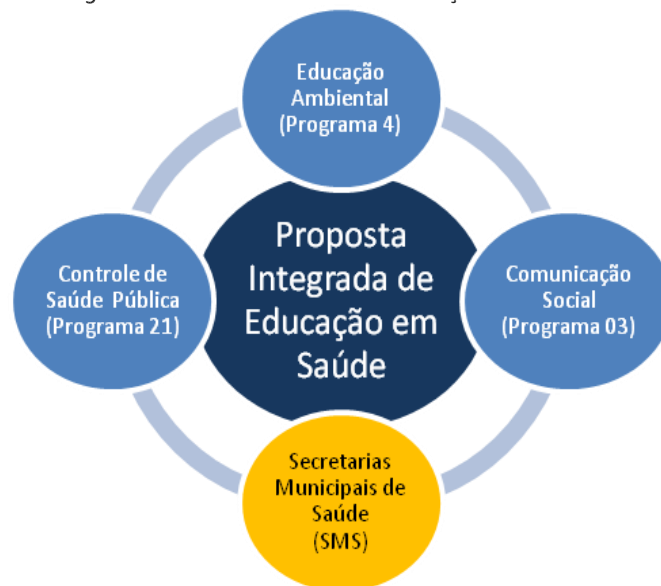 Educação
Ambiental
(Programa 4)
Proposta
Integrada de
Educação em
Saúde
Controle de
Saúde Pública
(Programa 21)
Comunicação
Social
(Programa 03)
Secretarias
Municipais de
Saúde
(SMS)